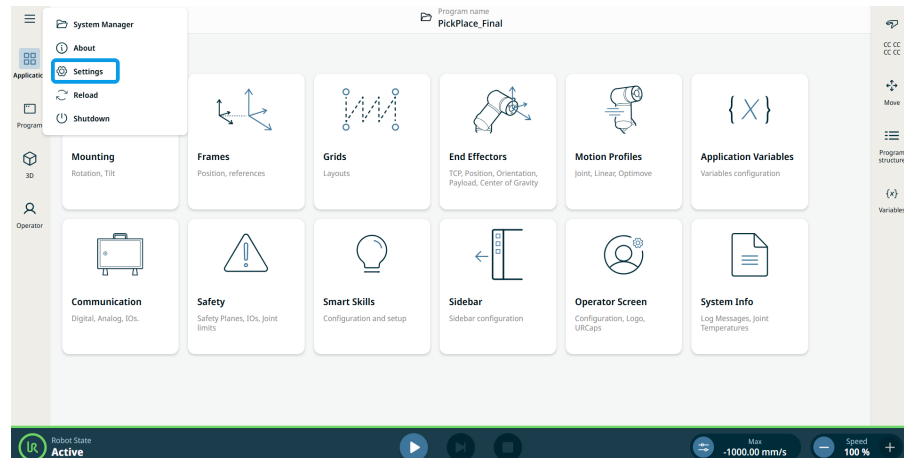 System Manager
About
Settings
Reload
Shutdown
Program name
PickPlace_Final
Applicatio
Program
3D
Operator
Mounting
Rotation, Tilt
Frames
Position, references
Grids
Layouts
End Effectors
TCP, Position, Orientation,
Payload, Center of Gravity
Motion Profiles
Joint, Linear, Optimove
{X}
Application Variables
Variables configuration
Communication
Digital, Analog, IOs.
Safety
Safety Planes, IOs, Joint
limits
Smart Skills
Configuration and setup
Sidebar
Sidebar configuration
Operator Screen
Configuration, Logo,
URCaps
System Info
Log Messages, Joint
Temperatures
CC CC
CC CC
Move
Program
structure
{x}
Variables
UR
Robot State
Active
Max
-1000.00 mm/s
Speed
100 %